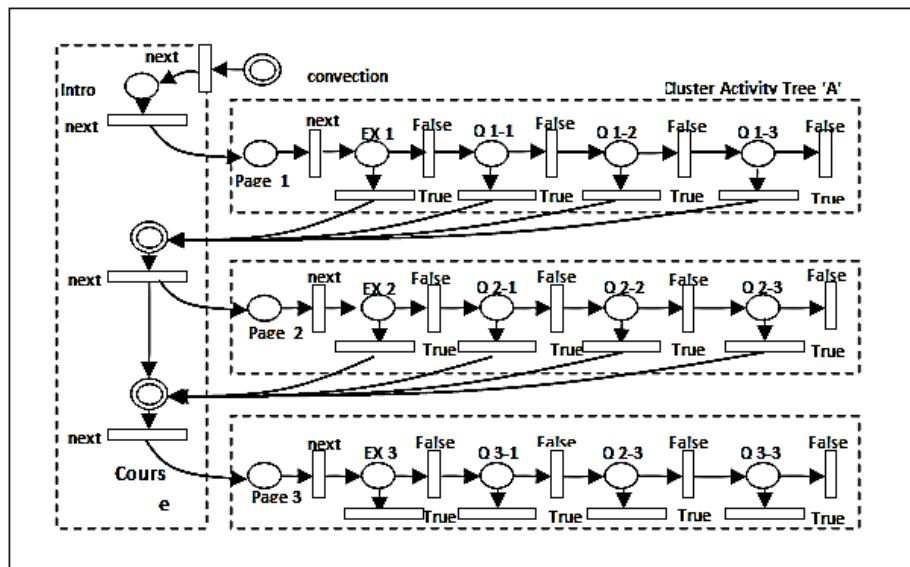 next
convection
Intro
Cluster Activity Tree 'A'
next
next
EX 1
False
Q 1-1
False
Q 1-2
False
Q 1-3
False
Page 1
True
True
True
True
next
next
EX 2
False
Q 2-1
False
Q 2-2
False
Q 2-3
False
Page 2
True
True
True
True
next
next
EX 3
False
Q 3-1
False
Q 2-3
False
Q 3-3
False
Page 3
Cours
e
True
True
True
True